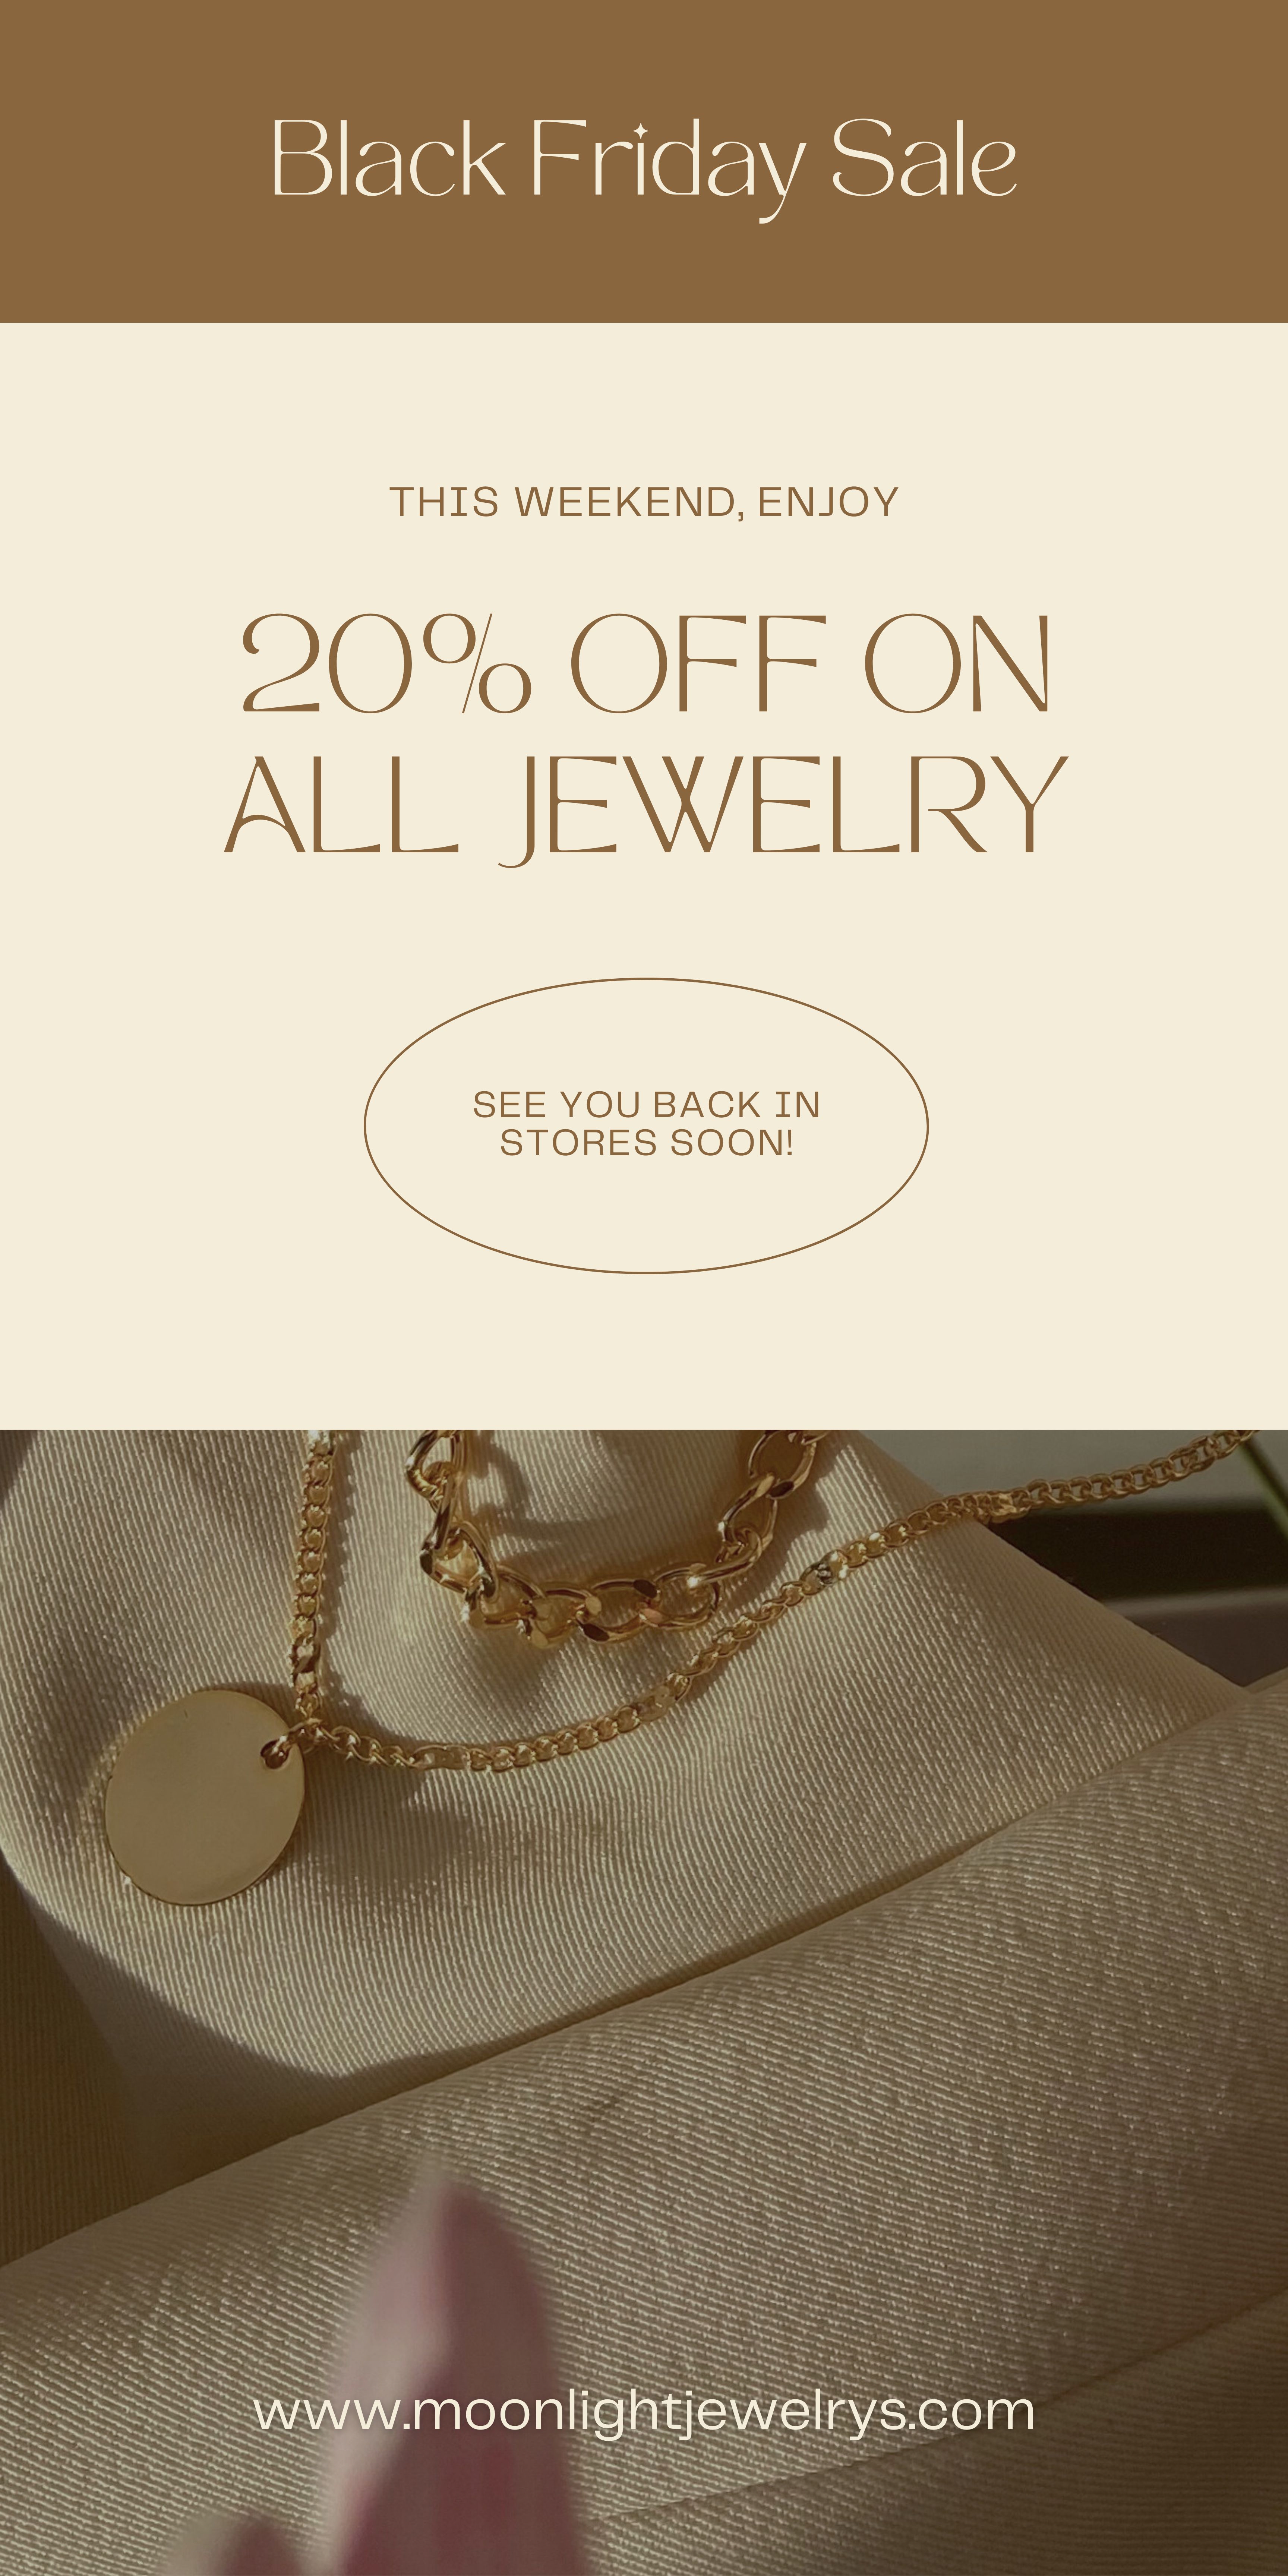 Black Friday Sale
THIS WEEKEND, ENJOY
20% OFF ON
ALL JEWELRY
SEE YOU BACK IN
STORES SOON!
www.moonlightjewelrys.com